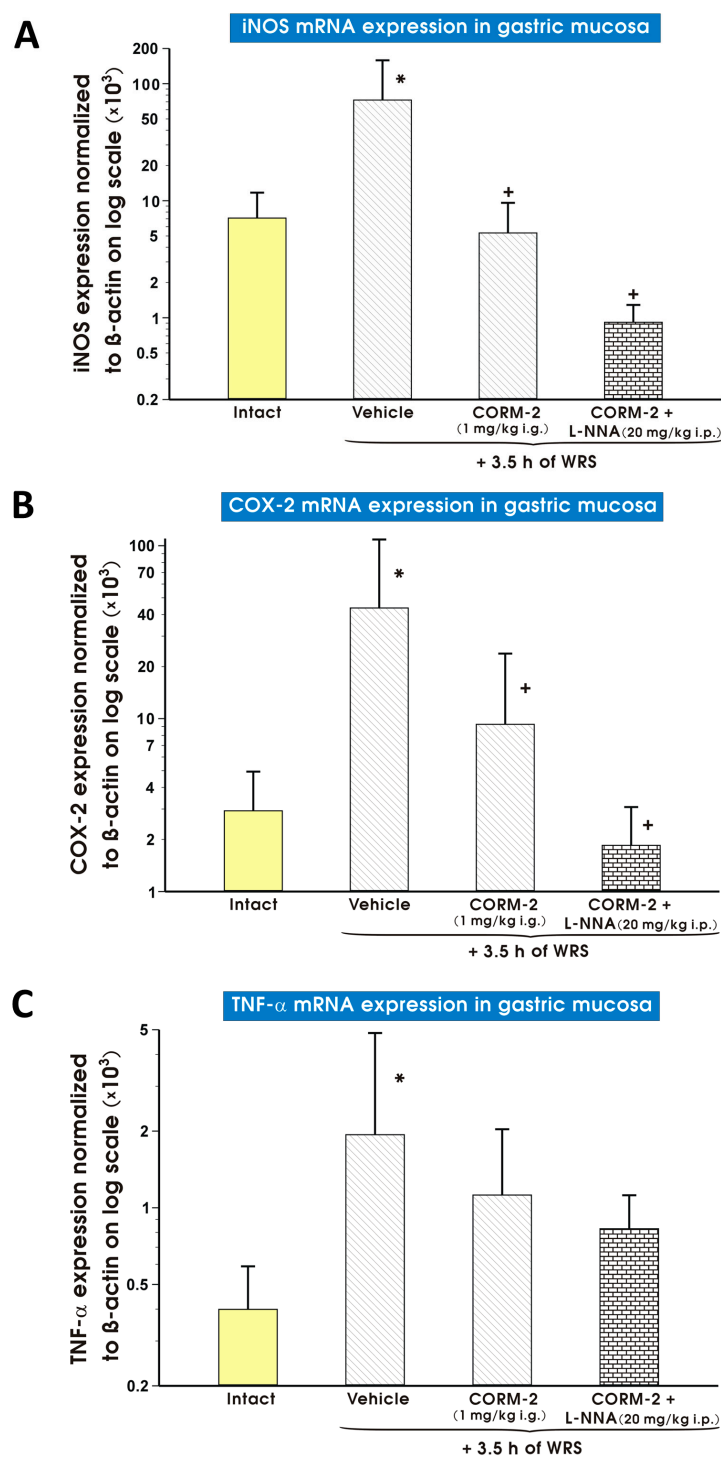 A
iNOS mRNA expression in gastric mucosa
iNOS expression normalized
to ß-actin on log scale (×10³)
200
100
50
20
10
5
2
1
0.5
0.2
*
+
+
Intact
Vehicle
CORM-2
(1 mg/kg i.g.)
CORM-2 +
L-NNA (20 mg/kg i.p.)
+ 3.5 h of WRS
B
COX-2 mRNA expression in gastric mucosa
COX-2 expression normalized
to ß-actin on log scale (×10³)
100
70
40
20
10
7
4
2
1
*
+
+
Intact
Vehicle
CORM-2
(1 mg/kg i.g.)
CORM-2 +
L-NNA (20 mg/kg i.p.)
+ 3.5 h of WRS
C
TNF-α mRNA expression in gastric mucosa
TNF-α expression normalized
to ß-actin on log scale (×10³)
5
2
1
0.5
0.2
*
Intact
Vehicle
CORM-2
(1 mg/kg i.g.)
CORM-2 +
L-NNA (20 mg/kg i.p.)
+ 3.5 h of WRS